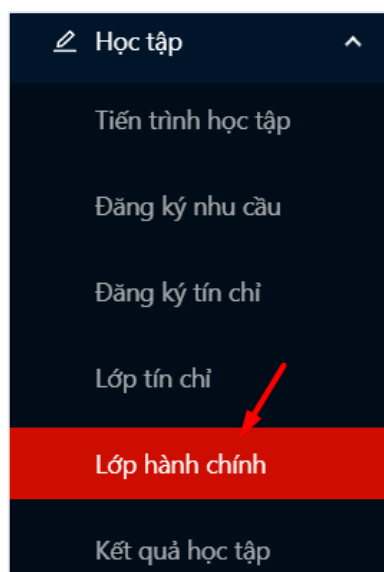 Học tập
Tiến trình học tập
Đăng ký nhu cầu
Đăng ký tín chỉ
Lớp tín chỉ
Lớp hành chính
Kết quả học tập